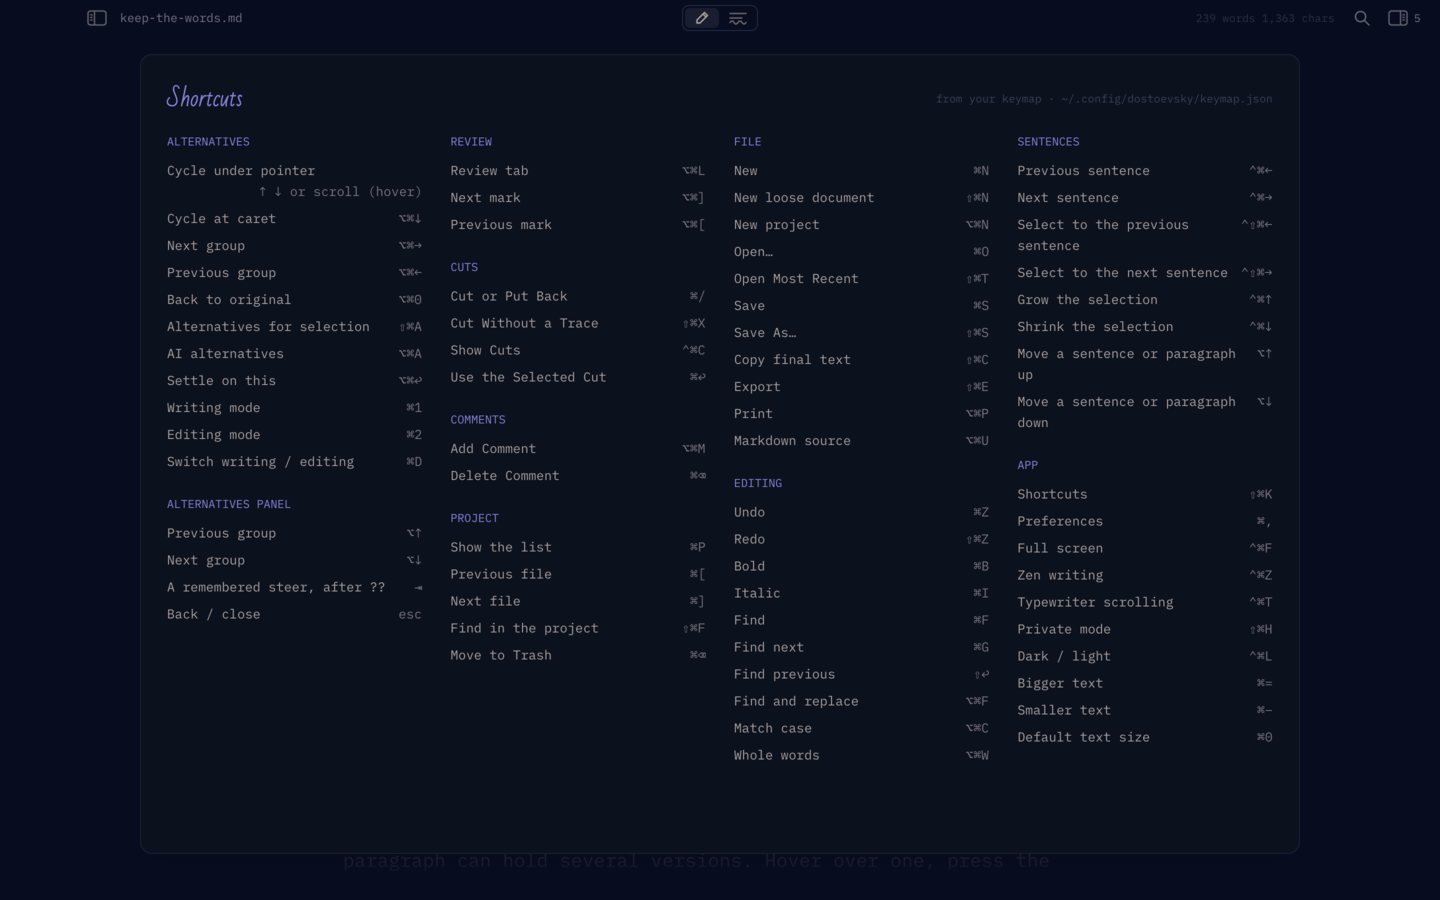 keep-the-words.md
239 words 1,363 chars
5
Shortcuts
from your keymap · ~/.config/dostoevsky/keymap.json
ALTERNATIVES
Cycle under pointer
↑ ↓ or scroll (hover)
Cycle at caret ⌥⌘↓
Next group ⌥⌘→
Previous group ⌥⌘←
Back to original ⌥⌘0
Alternatives for selection ⇧⌘A
AI alternatives ⌥⌘A
Settle on this ⌥⌘↩
Writing mode ⌘1
Editing mode ⌘2
Switch writing / editing ⌘D
ALTERNATIVES PANEL
Previous group ⌥↑
Next group ⌥↓
A remembered steer, after ?? ⇥
Back / close esc
REVIEW
Review tab ⌥⌘L
Next mark ⌥⌘]
Previous mark ⌥⌘[
CUTS
Cut or Put Back ⌘/
Cut Without a Trace ⇧⌘X
Show Cuts ^⌘C
Use the Selected Cut ⌘↩
COMMENTS
Add Comment ⌥⌘M
Delete Comment ⌘⌫
PROJECT
Show the list ⌘P
Previous file ⌘[
Next file ⌘]
Find in the project ⇧⌘F
Move to Trash ⌘⌫
FILE
New ⌘N
New loose document ⇧⌘N
New project ⌥⌘N
Open… ⌘O
Open Most Recent ⇧⌘T
Save ⌘S
Save As… ⇧⌘S
Copy final text ⇧⌘C
Export ⇧⌘E
Print ⌥⌘P
Markdown source ⌥⌘U
EDITING
Undo ⌘Z
Redo ⇧⌘Z
Bold ⌘B
Italic ⌘I
Find ⌘F
Find next ⌘G
Find previous ⇧↩
Find and replace ⌥⌘F
Match case ⌥⌘C
Whole words ⌥⌘W
SENTENCES
Previous sentence ^⌘←
Next sentence ^⌘→
Select to the previous ^⇧⌘←
sentence
Select to the next sentence ^⇧⌘→
Grow the selection ^⌘↑
Shrink the selection ^⌘↓
Move a sentence or paragraph ⌥↑
up
Move a sentence or paragraph ⌥↓
down
APP
Shortcuts ⇧⌘K
Preferences ⌘,
Full screen ^⌘F
Zen writing ^⌘Z
Typewriter scrolling ^⌘T
Private mode ⇧⌘H
Dark / light ^⌘L
Bigger text ⌘=
Smaller text ⌘−
Default text size ⌘0
paragraph can hold several versions. Hover over one, press the